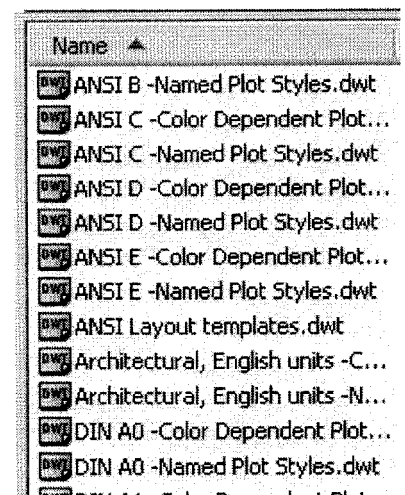 Name
ANSI B -Named Plot Styles.dwt
ANSI C -Color Dependent Plot...
ANSI C -Named Plot Styles.dwt
ANSI D -Color Dependent Plot...
ANSI D -Named Plot Styles.dwt
ANSI E -Color Dependent Plot...
ANSI E -Named Plot Styles.dwt
ANSI Layout templates.dwt
Architectural, English units -C...
Architectural, English units -N...
DIN A0 -Color Dependent Plot...
DIN A0 -Named Plot Styles.dwt